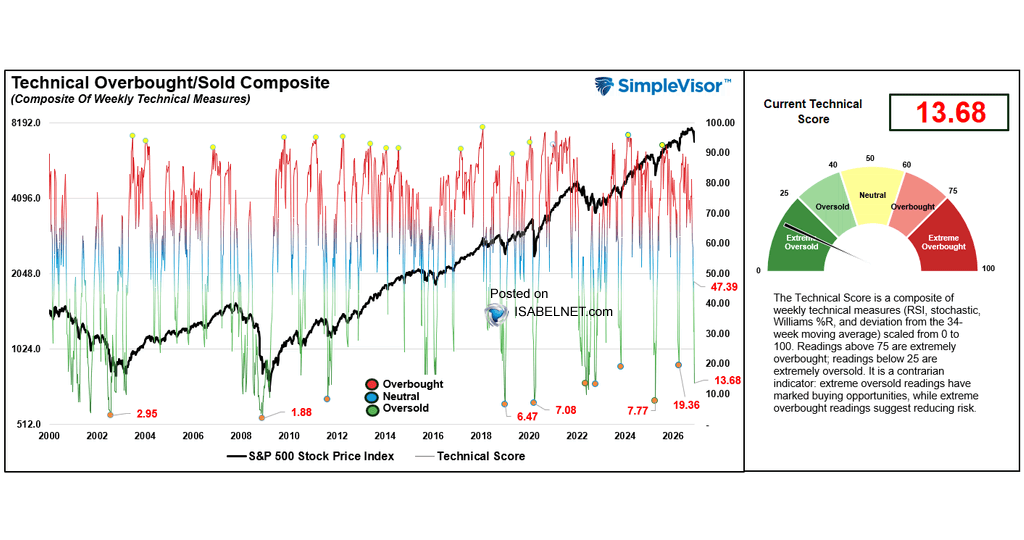 Technical Overbought/Sold Composite
(Composite Of Weekly Technical Measures)
SimpleVisor™
8192.0
4096.0
2048.0
1024.0
512.0
100.00
90.00
80.00
70.00
60.00
50.00
40.00
30.00
20.00
10.00
-
47.39
13.68
19.36
7.77
7.08
6.47
1.88
2.95
Posted on
ISABELNET.com
Overbought
Neutral
Oversold
2000 2002 2004 2006 2008 2010 2012 2014 2016 2018 2020 2022 2024 2026
S&P 500 Stock Price Index
Technical Score
Current Technical
Score
13.68
0
25
40
50
60
75
100
Extreme
Oversold
Oversold
Neutral
Overbought
Extreme
Overbought
The Technical Score is a composite of
weekly technical measures (RSI, stochastic,
Williams %R, and deviation from the 34-
week moving average) scaled from 0 to
100. Readings above 75 are extremely
overbought; readings below 25 are
extremely oversold. It is a contrarian
indicator: extreme oversold readings have
marked buying opportunities, while extreme
overbought readings suggest reducing risk.